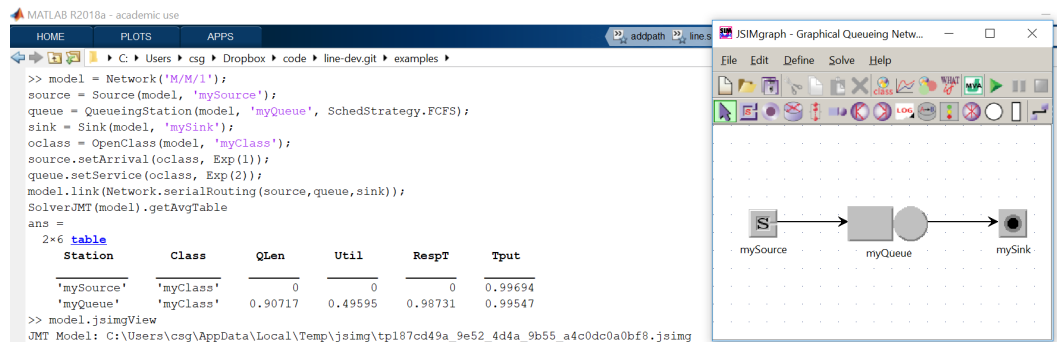 MATLAB R2018a - academic use
HOME PLOTS APPS addpath line.s
C: Users csg Dropbox code line-dev.git examples
>> model = Network('M/M/1');
source = Source(model, 'mySource');
queue = QueueingStation(model, 'myQueue', SchedStrategy.FCFS);
sink = Sink(model, 'mySink');
oclass = OpenClass(model, 'myClass');
source.setArrival(oclass, Exp(1));
queue.setService(oclass, Exp(2));
model.link(Network.serialRouting(source,queue,sink));
SolverJMT(model).getAvgTable
ans =
2×6 table
Station Class QLen Util RespT Tput
'mySource' 'myClass' 0 0 0 0.99694
'myQueue' 'myClass' 0.90717 0.49595 0.98731 0.99547
>> model.jsimgView
JMT Model: C:\Users\csg\AppData\Local\Temp\jsimg\tp187cd49a_9e52_4d4a_9b55_a4c0dc0a0bf8.jsimg
JSIMgraph - Graphical Queueing Netw...
File Edit Define Solve Help
class WHAT IF MVA
S LOG
S
mySource myQueue mySink